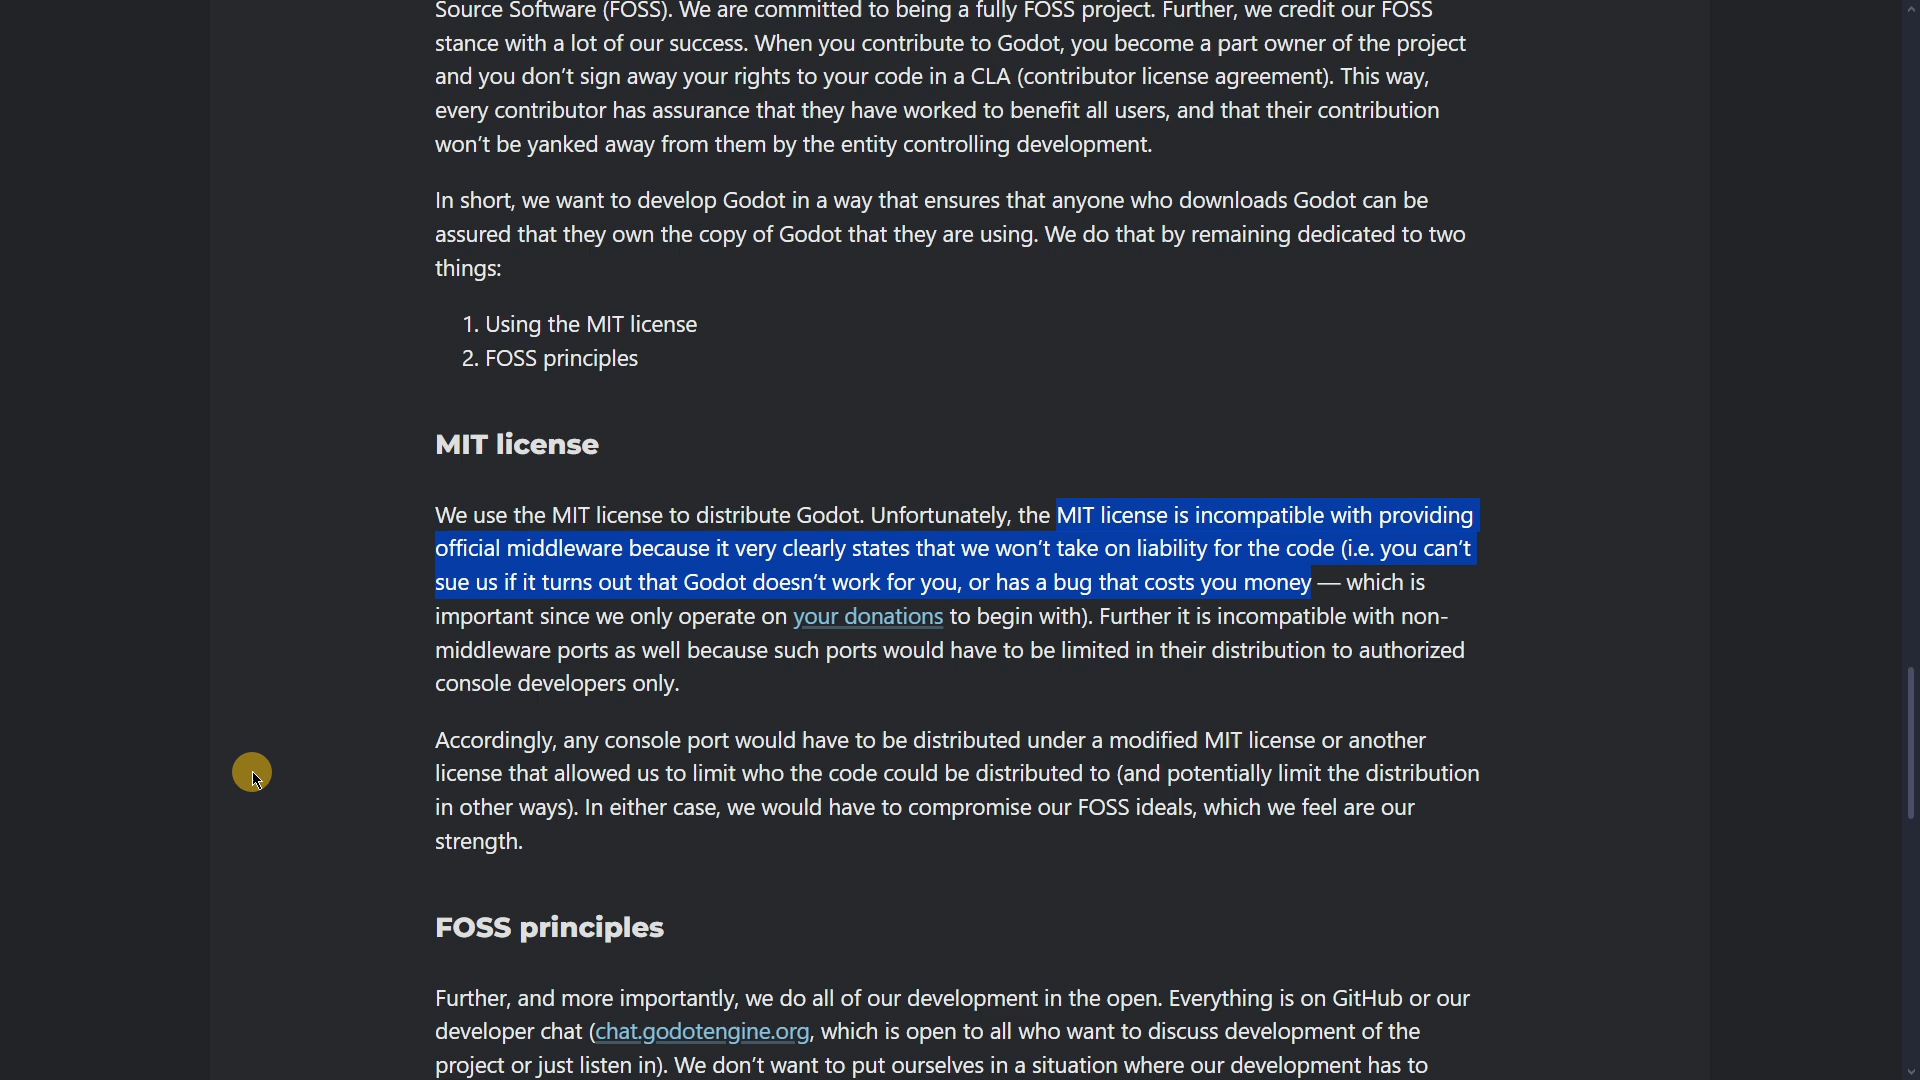 Source Software (FOSS). We are committed to being a fully FOSS project. Further, we credit our FOSS
stance with a lot of our success. When you contribute to Godot, you become a part owner of the project
and you don’t sign away your rights to your code in a CLA (contributor license agreement). This way,
every contributor has assurance that they have worked to benefit all users, and that their contribution
won’t be yanked away from them by the entity controlling development.
In short, we want to develop Godot in a way that ensures that anyone who downloads Godot can be
assured that they own the copy of Godot that they are using. We do that by remaining dedicated to two
things:
1. Using the MIT license
2. FOSS principles
MIT license
We use the MIT license to distribute Godot. Unfortunately, the MIT license is incompatible with providing
official middleware because it very clearly states that we won’t take on liability for the code (i.e. you can’t
sue us if it turns out that Godot doesn’t work for you, or has a bug that costs you money — which is
important since we only operate on your donations to begin with). Further it is incompatible with non-
middleware ports as well because such ports would have to be limited in their distribution to authorized
console developers only.
Accordingly, any console port would have to be distributed under a modified MIT license or another
license that allowed us to limit who the code could be distributed to (and potentially limit the distribution
in other ways). In either case, we would have to compromise our FOSS ideals, which we feel are our
strength.
FOSS principles
Further, and more importantly, we do all of our development in the open. Everything is on GitHub or our
developer chat (chat.godotengine.org, which is open to all who want to discuss development of the
project or just listen in). We don’t want to put ourselves in a situation where our development has to